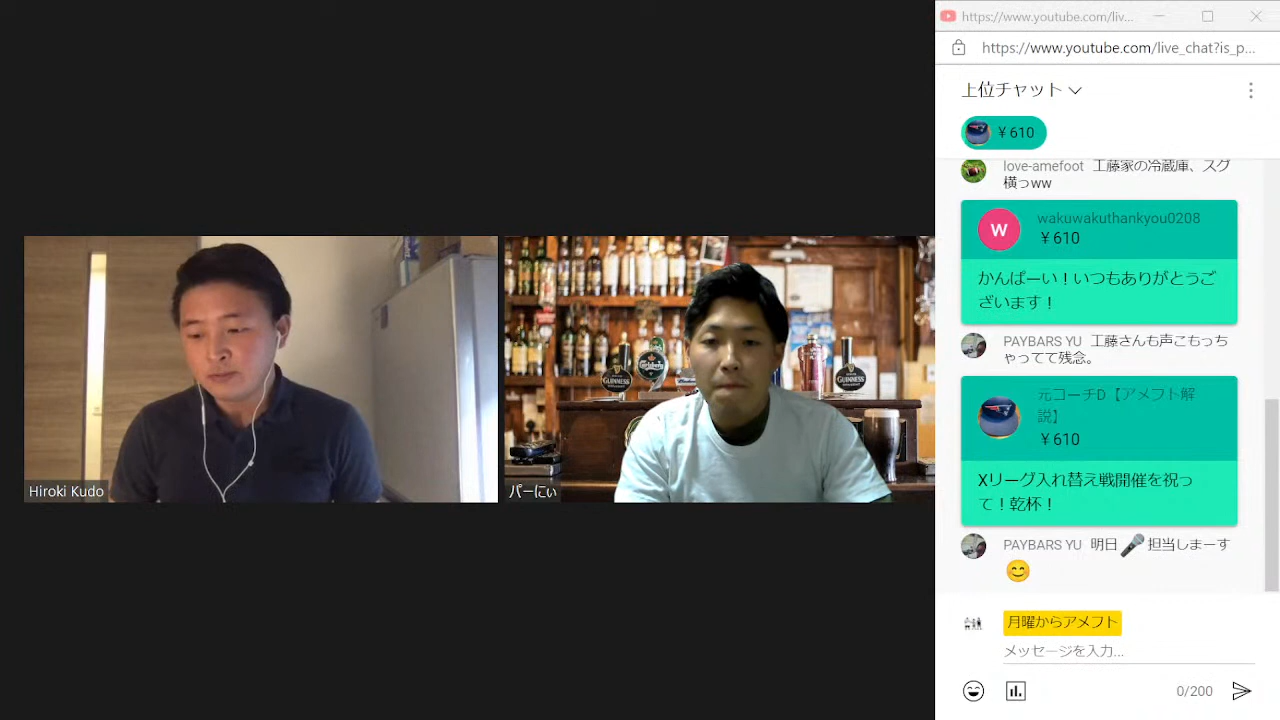 https://www.youtube.com/liv...
https://www.youtube.com/live_chat?is_p...
上位チャット
￥610
love-amefoot 工藤家の冷蔵庫、スグ
横っww
W
wakuwakuthankyou0208
￥610
かんぱーい！いつもありがとうご
ざいます！
PAYBARS YU 工藤さんも声こもっち
ゃってて残念。
元コーチD【アメフト解
説】
￥610
Xリーグ入れ替え戦開催を祝っ
て！乾杯！
PAYBARS YU 明日🎤担当しまーす
😊
月曜からアメフト
メッセージを入力...
0/200
Hiroki Kudo
パーにぃ
GUINNESS
Carlsberg
GUINNESS